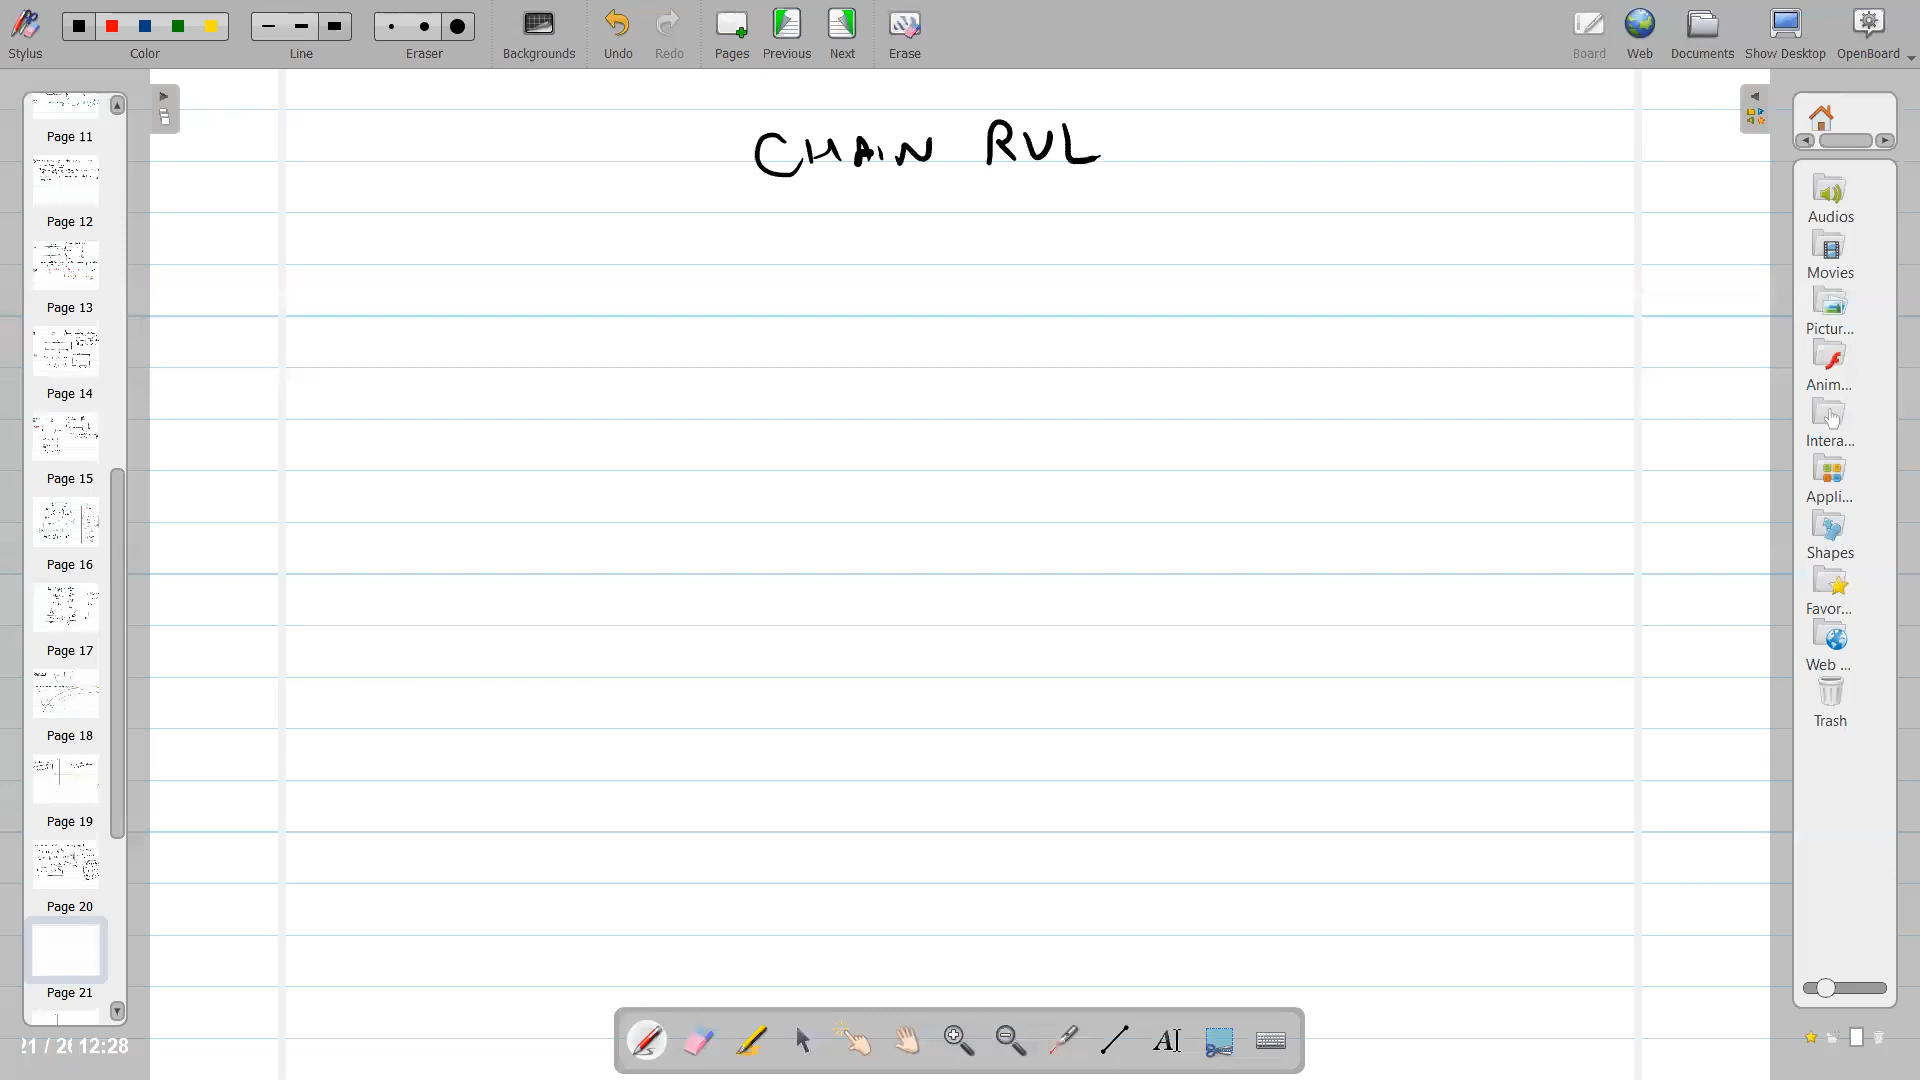 Stylus
Color
Line
Eraser
Backgrounds
Undo
Redo
Pages
Previous
Next
Erase
Board
Web
Documents
Show Desktop
OpenBoard
CHAIN RUL
Page 11
Page 12
Page 13
Page 14
Page 15
Page 16
Page 17
Page 18
Page 19
Page 20
Page 21
Audios
Movies
Pictur...
Anim...
Intera...
Appli...
Shapes
Favor...
Web ...
Trash
21 / 26 12:28